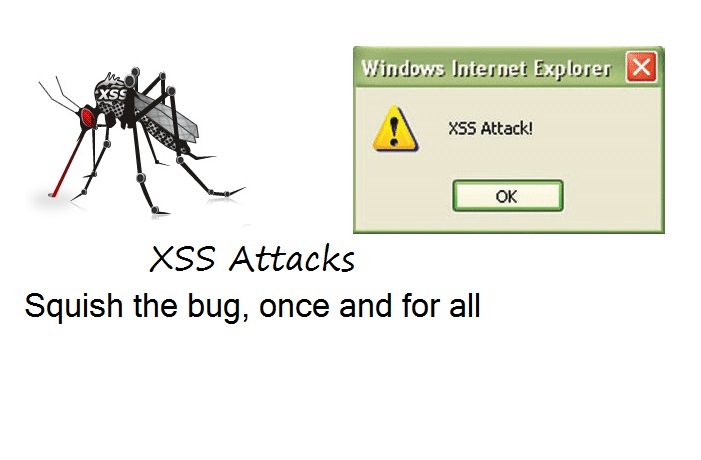 XSS
Windows Internet Explorer
XSS Attack!
OK
XSS Attacks
Squish the bug, once and for all